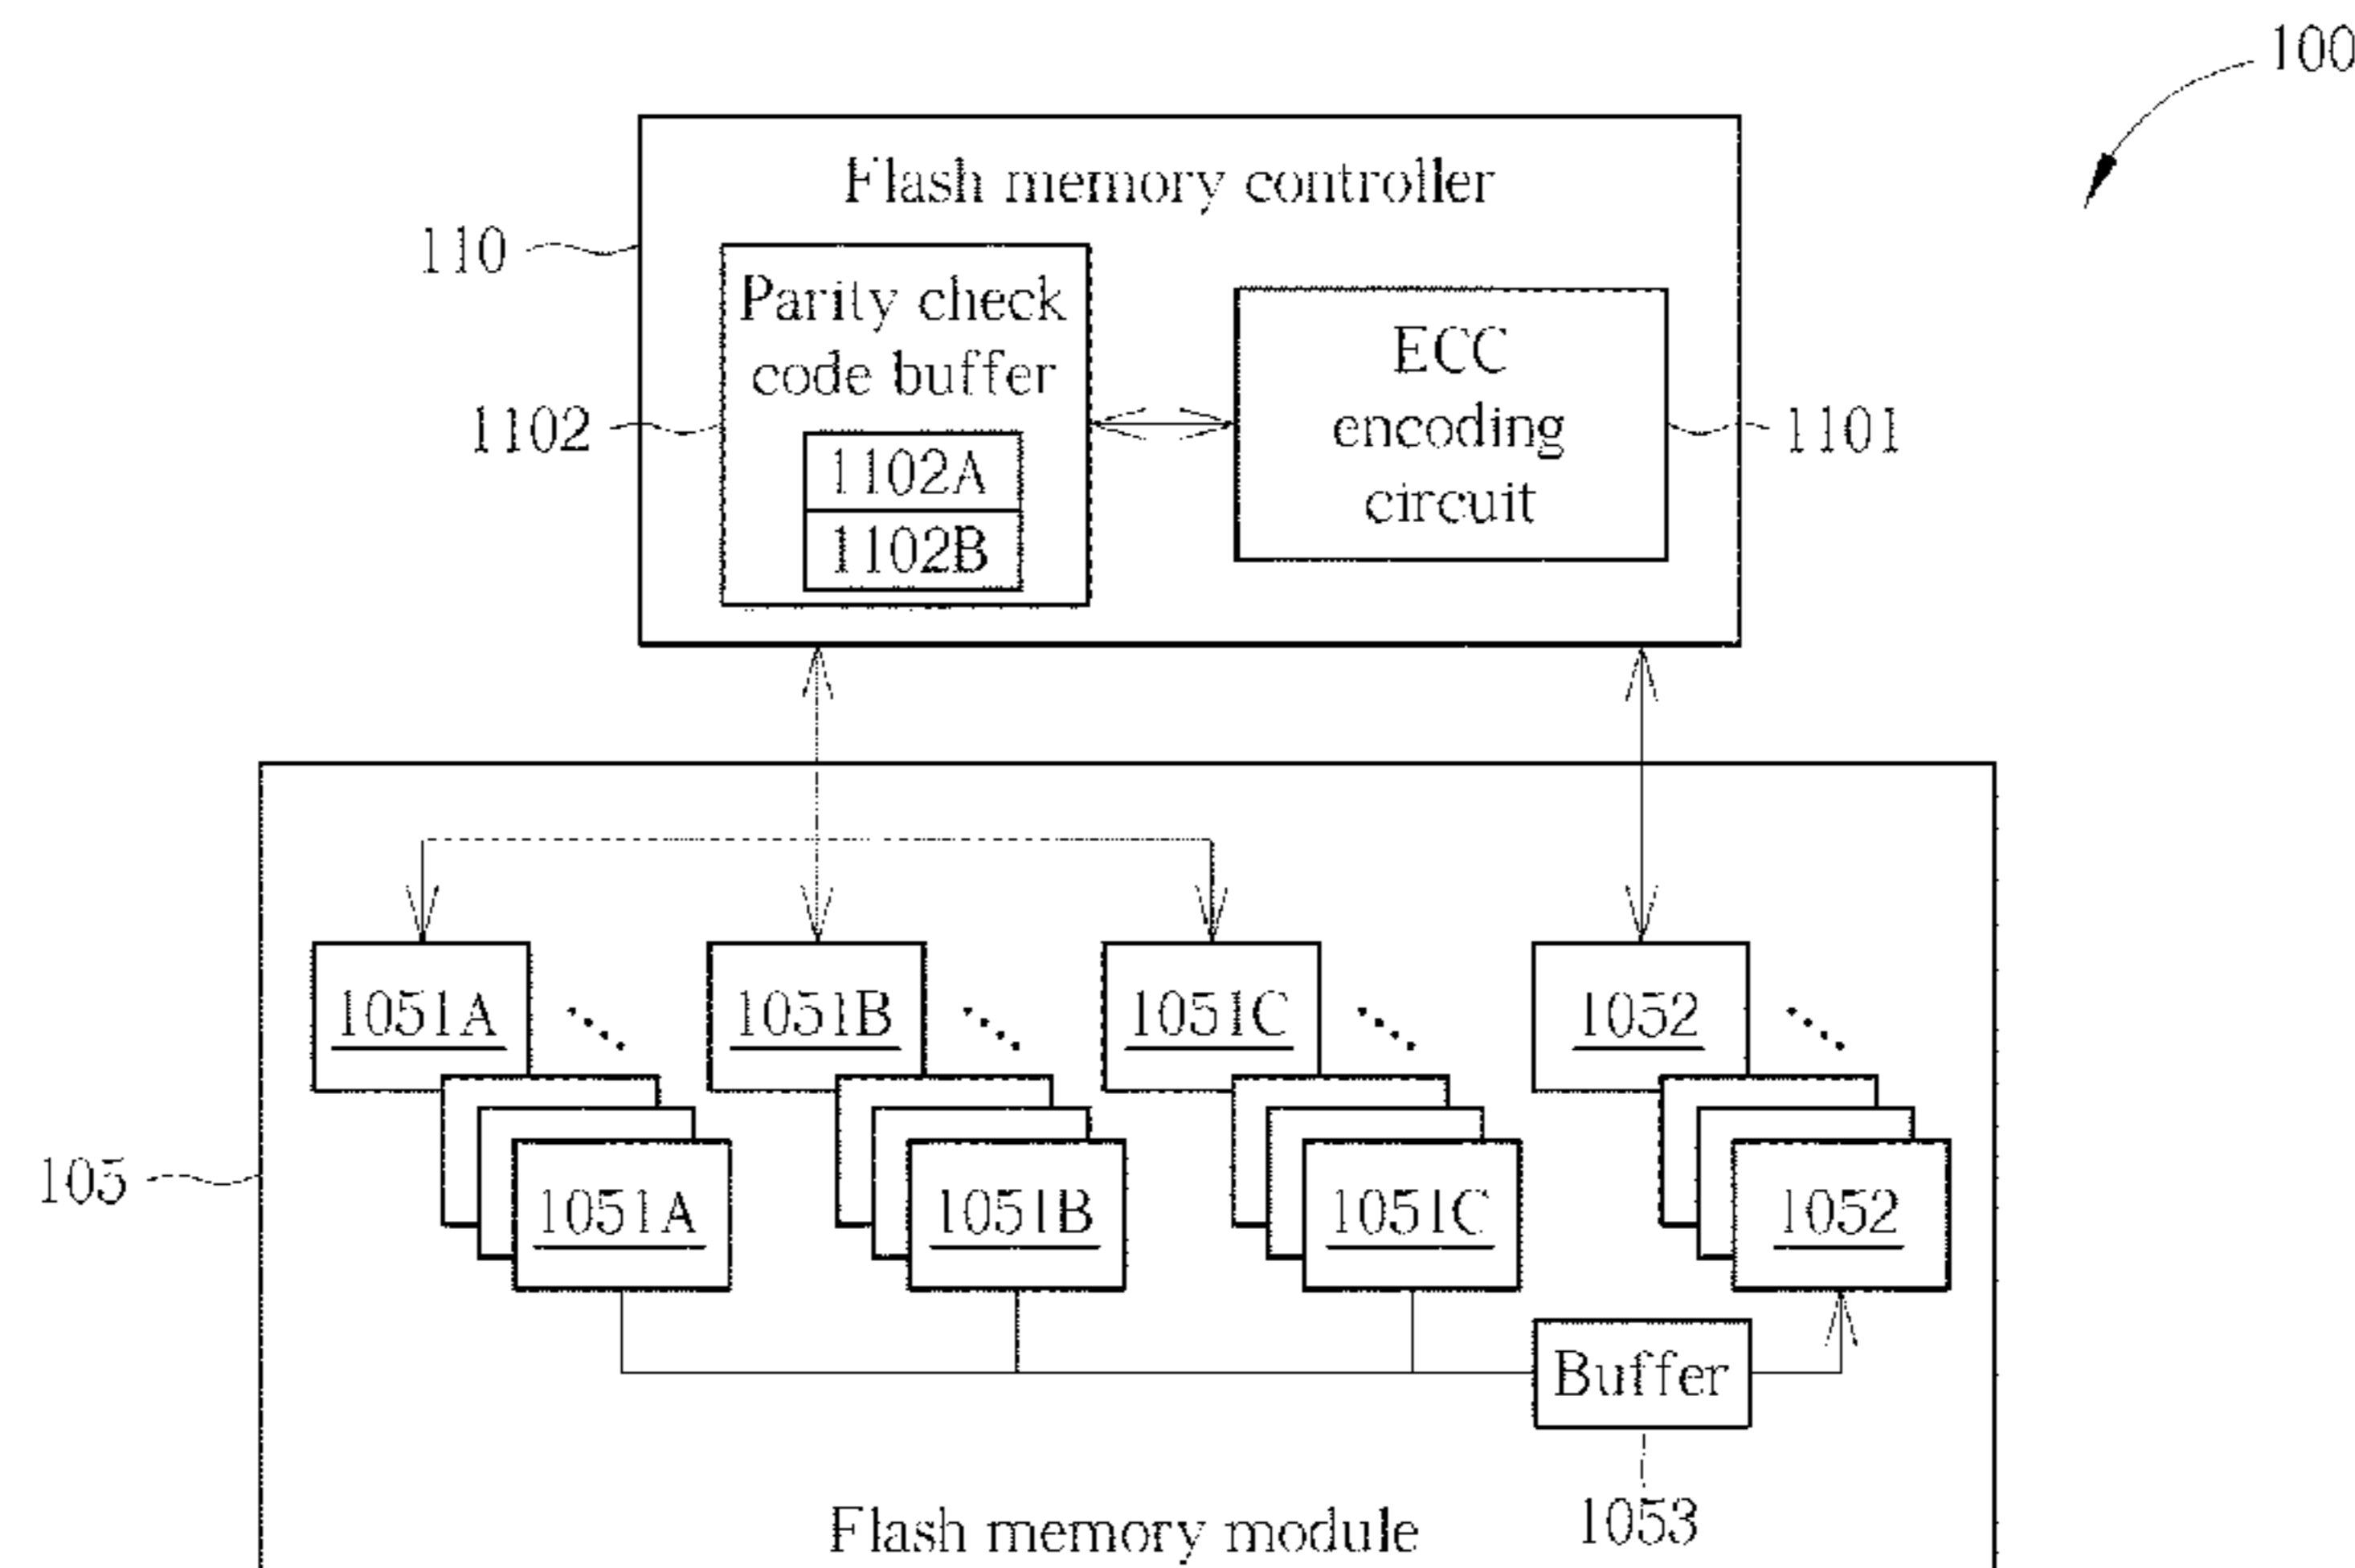 100
Flash memory controller
110
Parity check
code buffer
1102
1102A
1102B
ECC
encoding
circuit
1101
1051A
1051B
1051C
1052
105
1051A
1051B
1051C
1052
Buffer
1053
Flash memory module